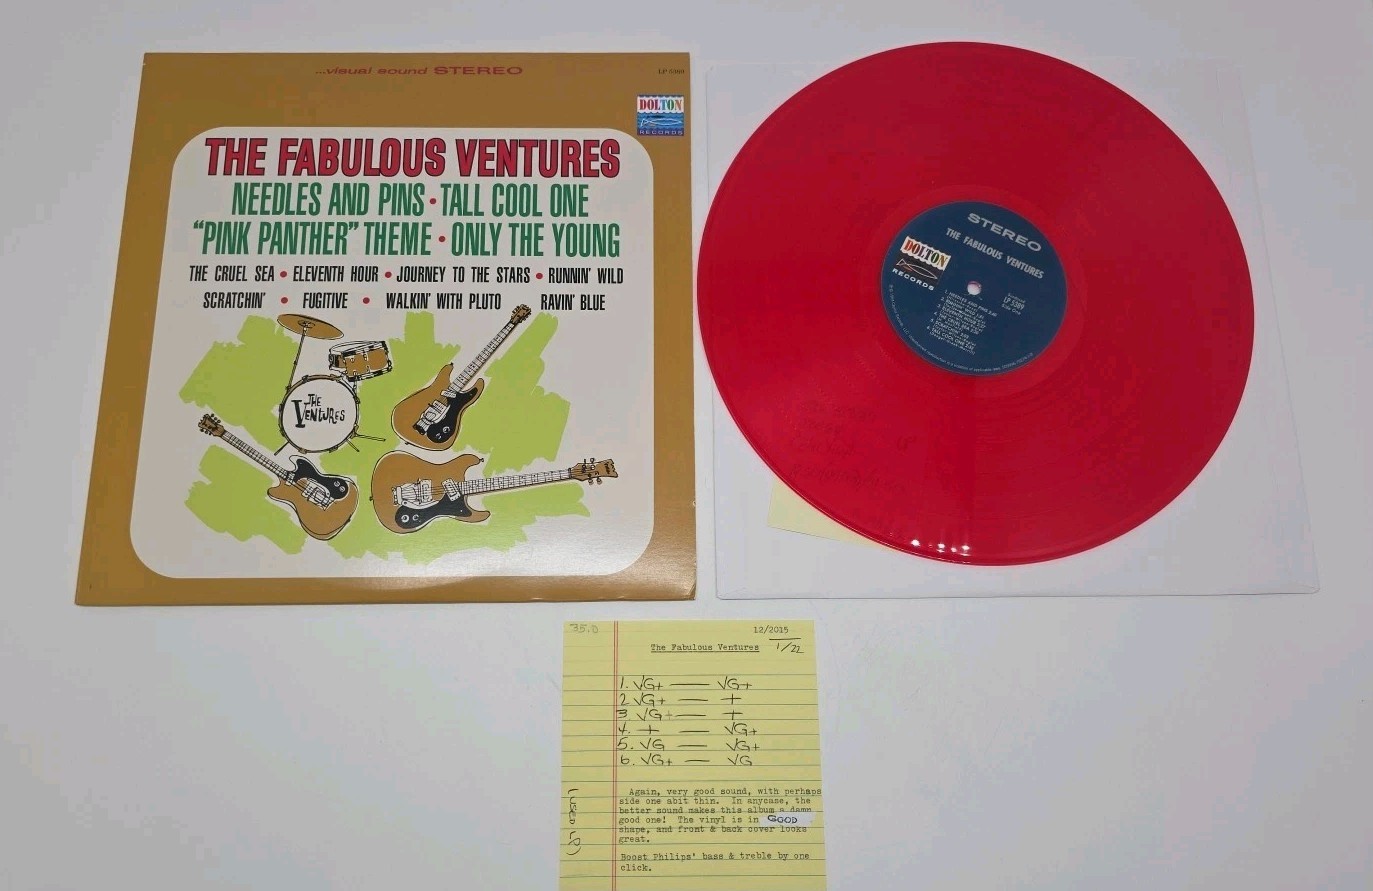 ...visual sound STEREO
LP 5389
DOLTON
RECORDS
THE FABULOUS VENTURES
NEEDLES AND PINS • TALL COOL ONE
"PINK PANTHER" THEME • ONLY THE YOUNG
THE CRUEL SEA • ELEVENTH HOUR • JOURNEY TO THE STARS • RUNNIN' WILD
SCRATCHIN' • FUGITIVE • WALKIN' WITH PLUTO RAVIN' BLUE
THE
VENTURES
STEREO
THE FABULOUS VENTURES
DOLTON
RECORDS
LP 5389
35.0
12/2015
1/22
The Fabulous Ventures
1. VG+ — VG+
2 VG+ — +
3 VG+ — +
4. + — VG+
5. VG — VG+
6. VG+ — VG
Again, very good sound, with perhaps
side one abit thin. In anycase, the
better sound makes this album a damn
good one! The vinyl is in GOOD
shape, and front & back cover looks
great.
Boost Philips' bass & treble by one
click.
(USED LP)